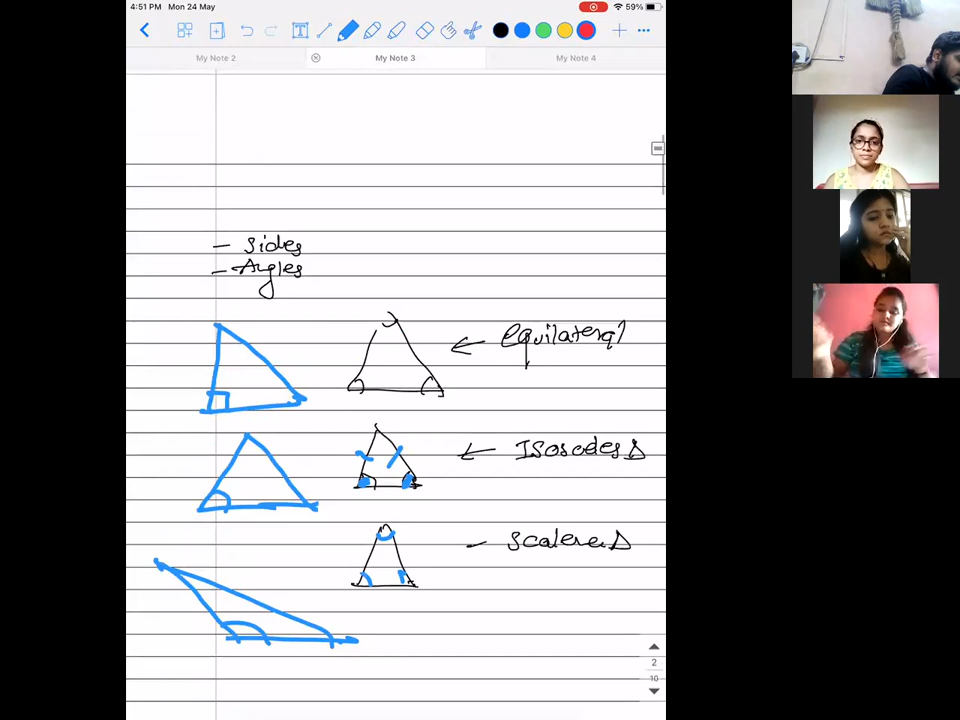 4:51 PM Mon 24 May
59%
My Note 2
My Note 3
My Note 4
- Sides
- Angles
← Equilateral
← Isosceles Δ
- Scalene Δ
2
10